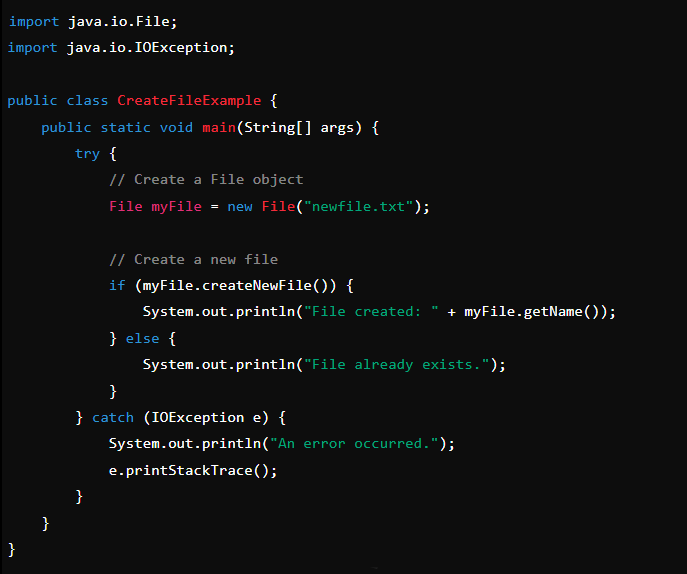 import java.io.File;
import java.io.IOException;
public class CreateFileExample {
public static void main(String[] args) {
try {
// Create a File object
File myFile = new File("newfile.txt");
// Create a new file
if (myFile.createNewFile()) {
System.out.println("File created: " + myFile.getName());
} else {
System.out.println("File already exists.");
}
} catch (IOException e) {
System.out.println("An error occurred.");
e.printStackTrace();
}
}
}